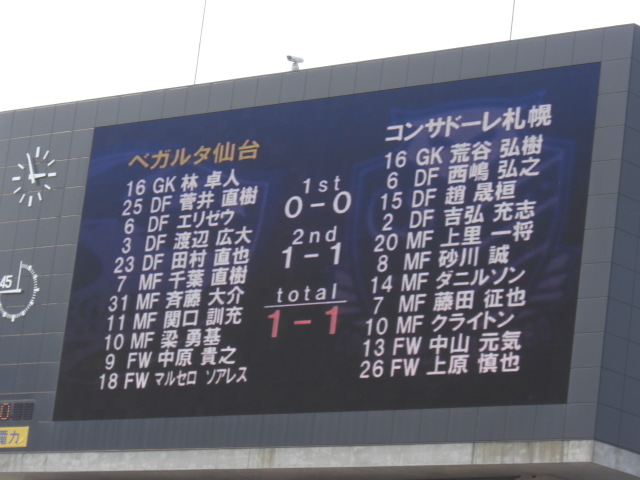 ベガルタ仙台
16 GK 林 卓人
25 DF 菅井 直樹
6 DF エリゼウ
3 DF 渡辺 広大
23 DF 田村 直也
7 MF 千葉 直樹
31 MF 斉藤 大介
11 MF 関口 訓充
10 MF 梁 勇基
9 FW 中原 貴之
18 FW マルセロ ソアレス
1st
0-0
2nd
1-1
total
1-1
コンサドーレ札幌
16 GK 荒谷 弘樹
6 DF 西嶋 弘之
15 DF 趙 晟桓
2 DF 吉弘 充志
20 MF 上里 一将
8 MF 砂川 誠
14 MF ダニルソン
7 MF 藤田 征也
10 MF クライトン
13 FW 中山 元気
26 FW 上原 慎也
45
0
電力